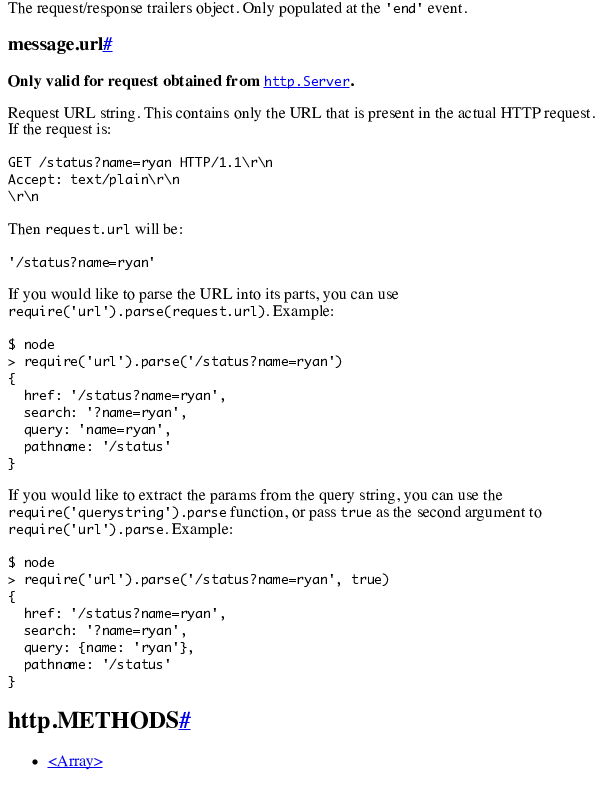 The request/response trailers object. Only populated at the 'end' event.
message.url#
Only valid for request obtained from http.Server.
Request URL string. This contains only the URL that is present in the actual HTTP request.
If the request is:
GET /status?name=ryan HTTP/1.1\r\n
Accept: text/plain\r\n
\r\n
Then request.url will be:
'/status?name=ryan'
If you would like to parse the URL into its parts, you can use
require('url').parse(request.url). Example:
$ node
> require('url').parse('/status?name=ryan')
{
  href: '/status?name=ryan',
  search: '?name=ryan',
  query: 'name=ryan',
  pathname: '/status'
}
If you would like to extract the params from the query string, you can use the
require('querystring').parse function, or pass true as the second argument to
require('url').parse. Example:
$ node
> require('url').parse('/status?name=ryan', true)
{
  href: '/status?name=ryan',
  search: '?name=ryan',
  query: {name: 'ryan'},
  pathname: '/status'
}
http.METHODS#
• <Array>